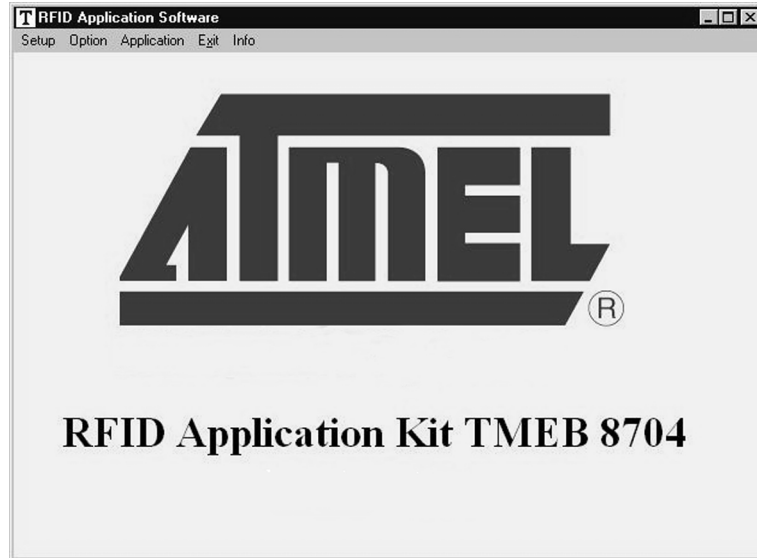 T RFID Application Software
Setup Option Application Exit Info
ATMEL
®
RFID Application Kit TMEB 8704